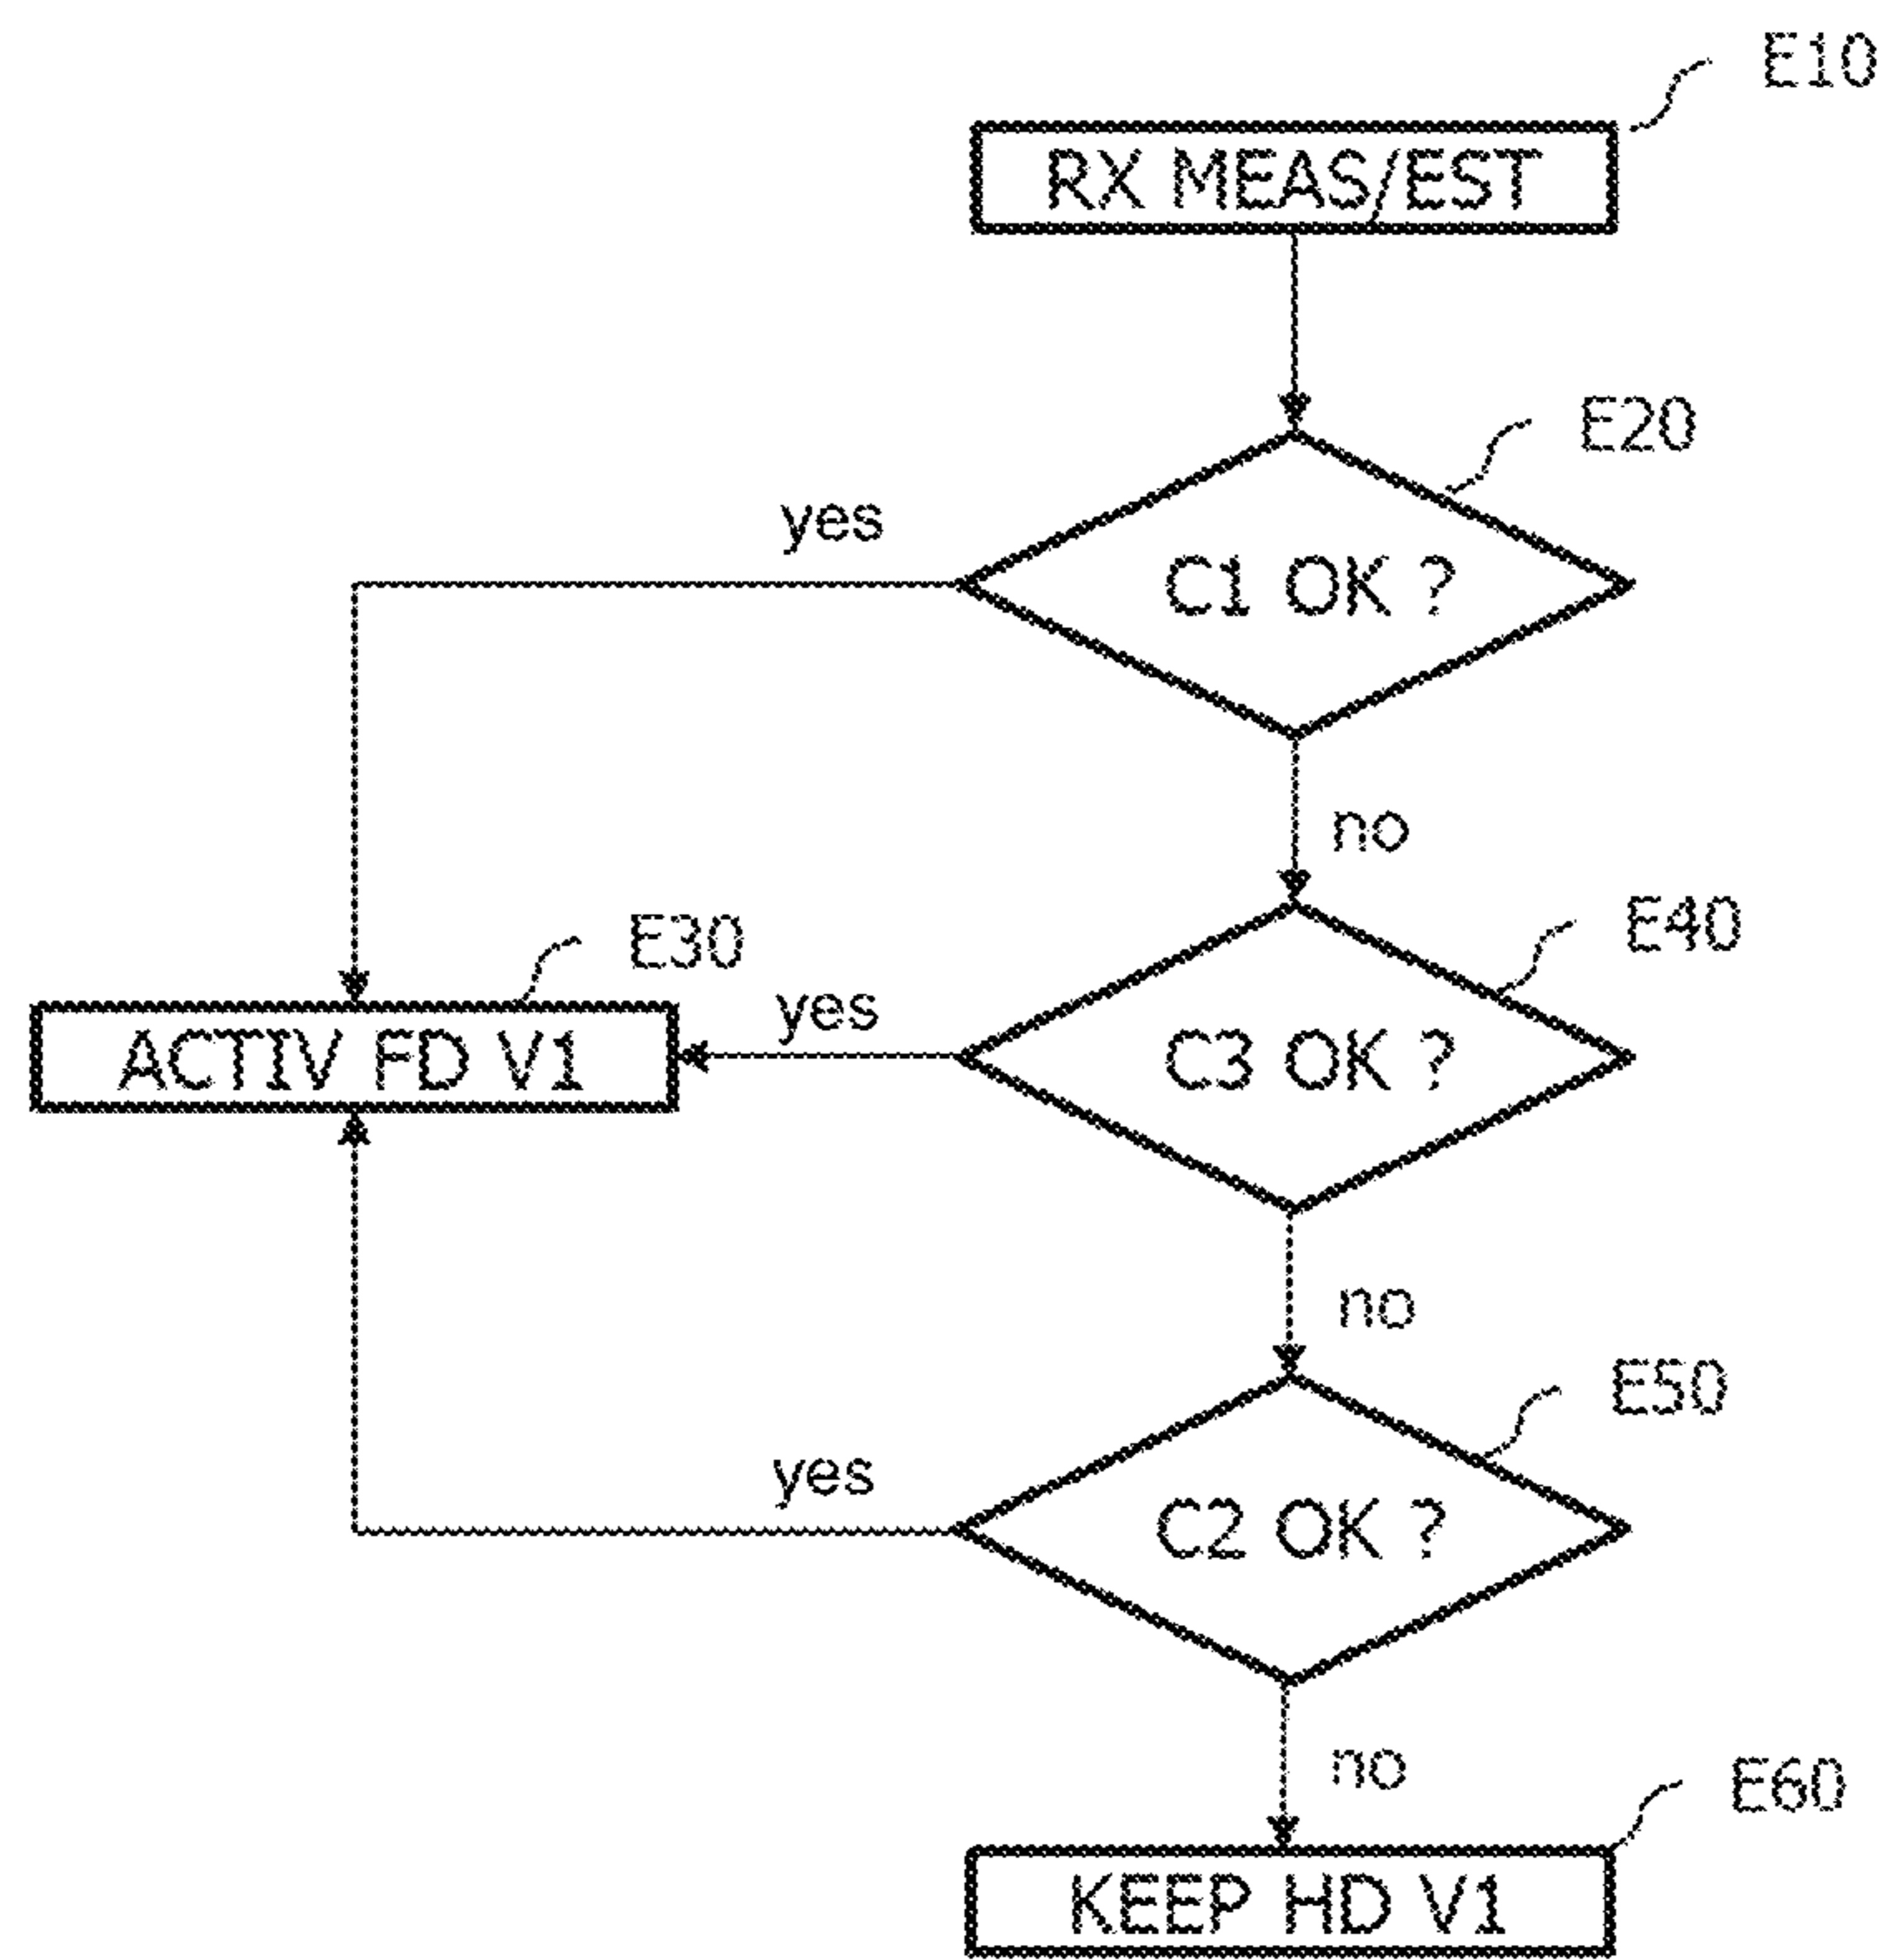 E10
RX MEAS/EST
E20
yes
C1 OK ?
no
E30
E40
yes
ACTIV FD V1
C3 OK ?
no
E50
yes
C2 OK ?
no
E60
KEEP HD V1